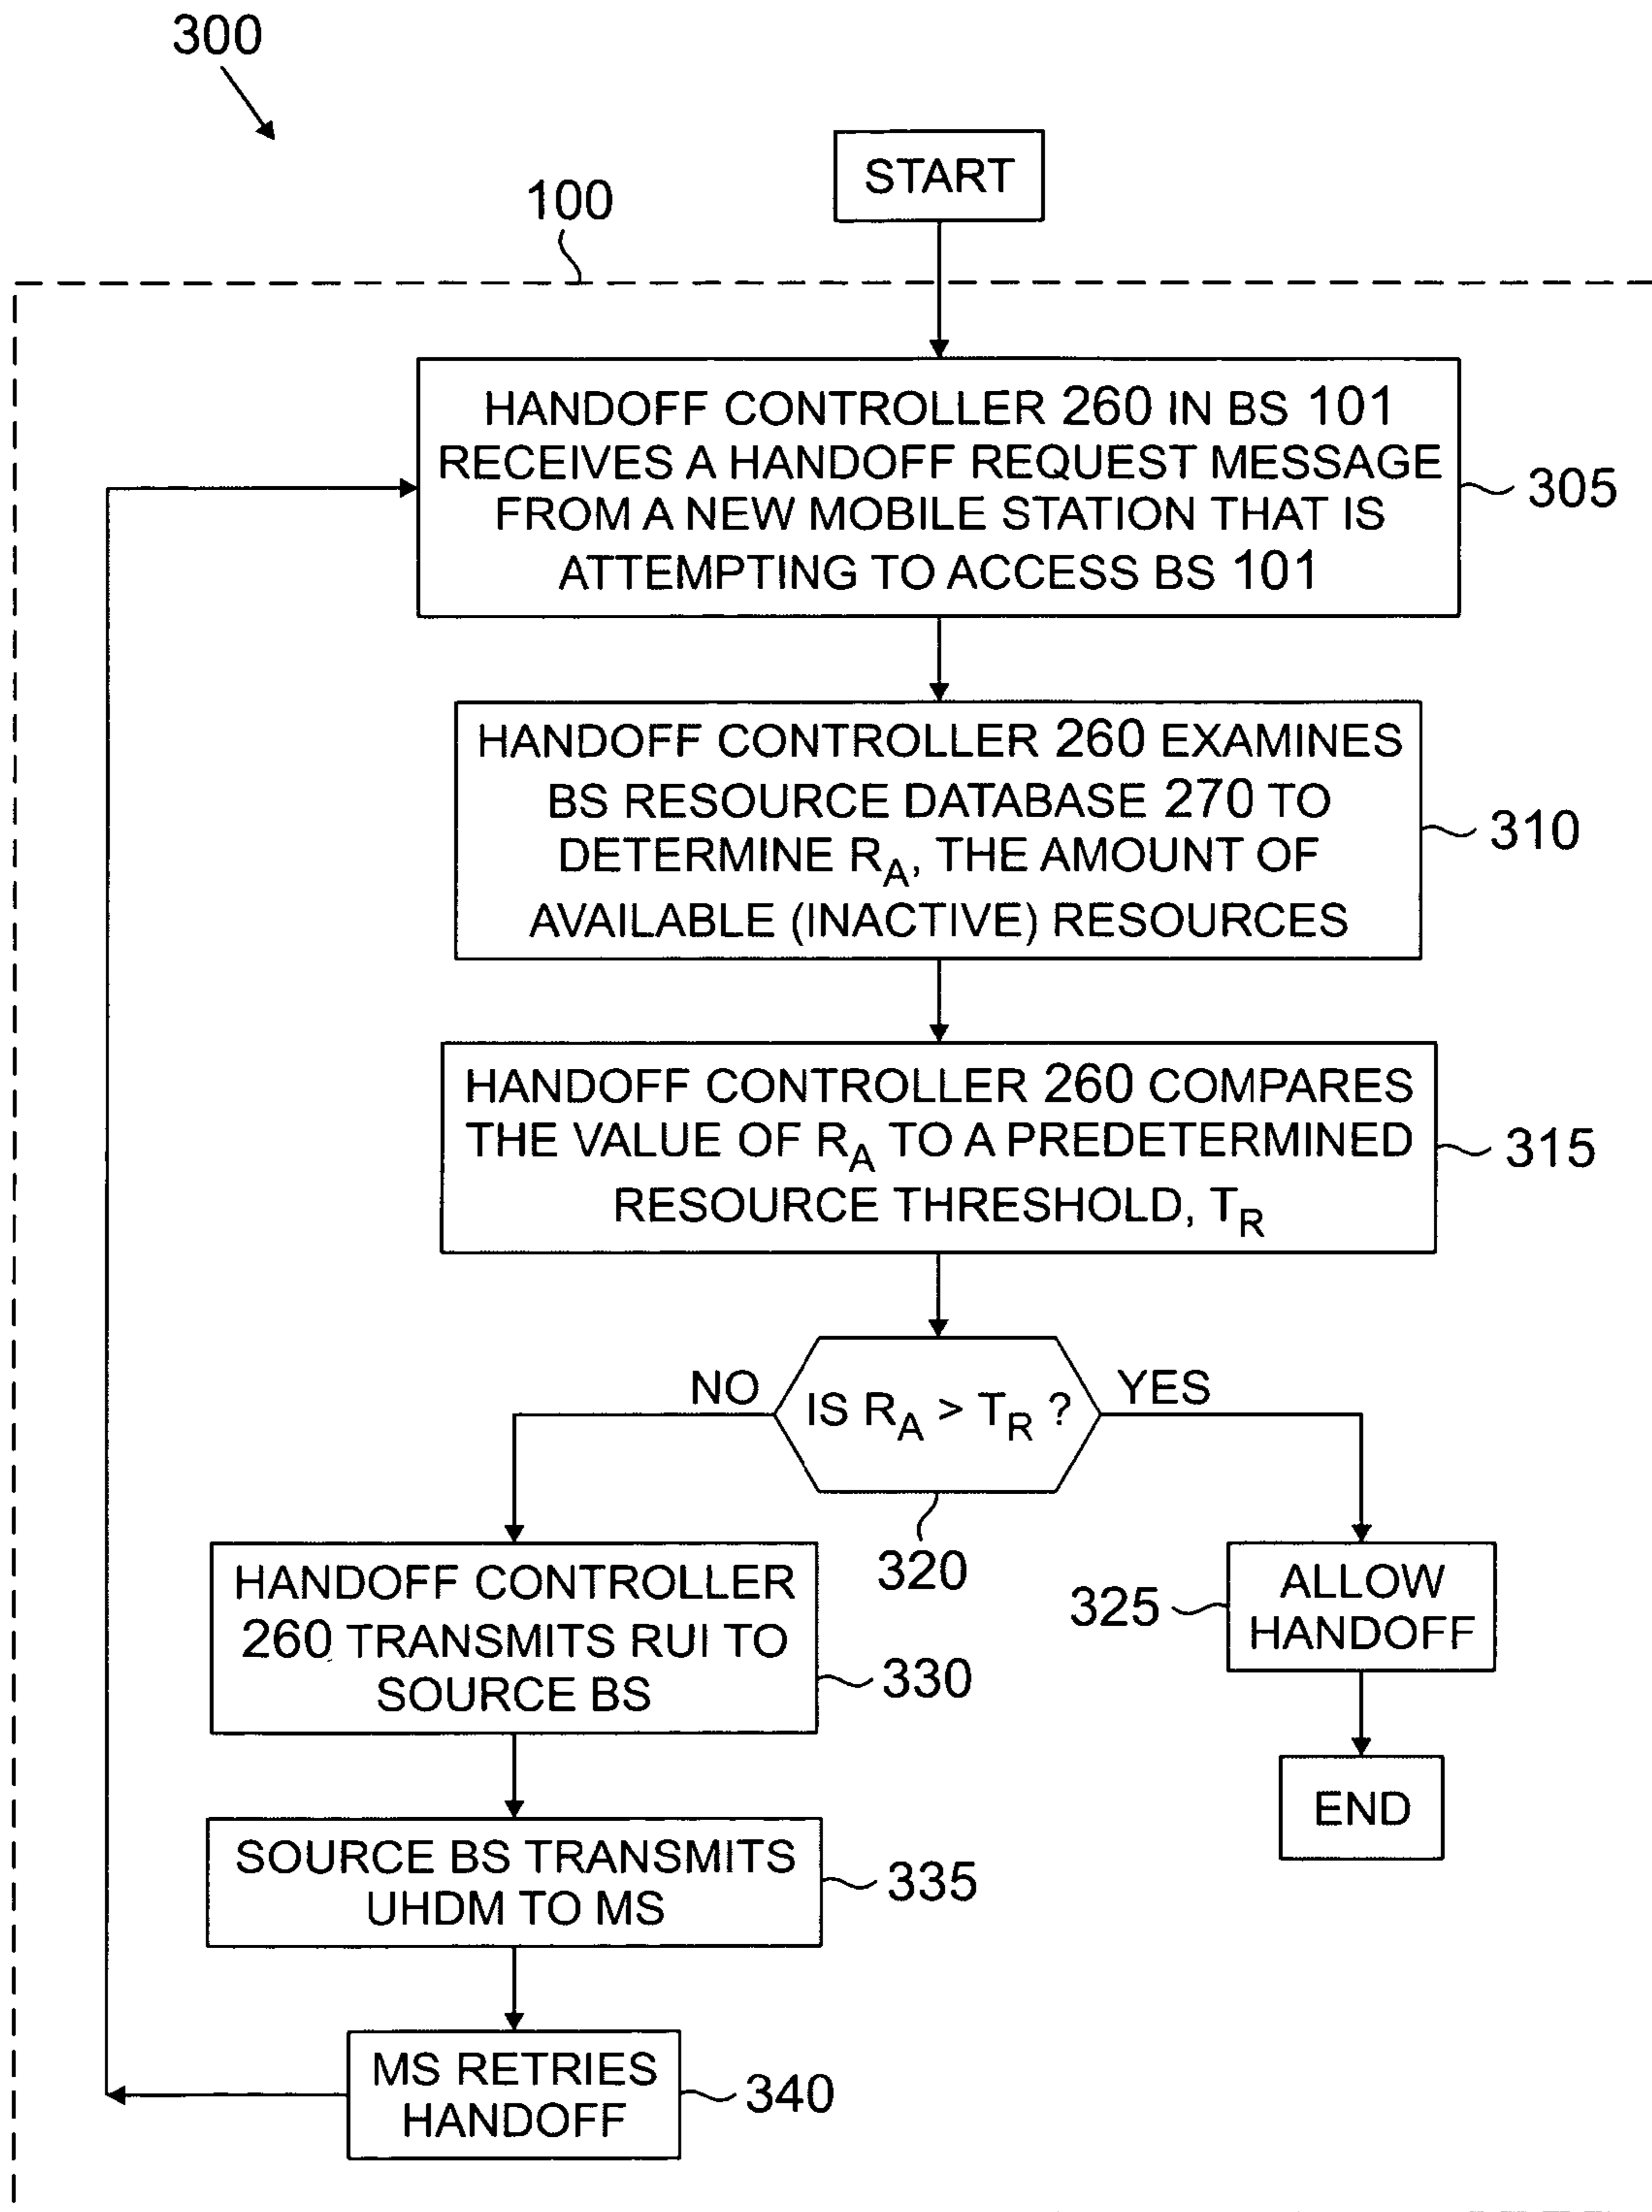 300
START
100
HANDOFF CONTROLLER 260 IN BS 101
RECEIVES A HANDOFF REQUEST MESSAGE
FROM A NEW MOBILE STATION THAT IS
ATTEMPTING TO ACCESS BS 101
305
HANDOFF CONTROLLER 260 EXAMINES
BS RESOURCE DATABASE 270 TO
DETERMINE RA, THE AMOUNT OF
AVAILABLE (INACTIVE) RESOURCES
310
HANDOFF CONTROLLER 260 COMPARES
THE VALUE OF RA TO A PREDETERMINED
RESOURCE THRESHOLD, TR
315
NO
IS RA > TR ?
YES
320
HANDOFF CONTROLLER
260 TRANSMITS RUI TO
SOURCE BS
330
325
ALLOW
HANDOFF
END
SOURCE BS TRANSMITS
UHDM TO MS
335
MS RETRIES
HANDOFF
340